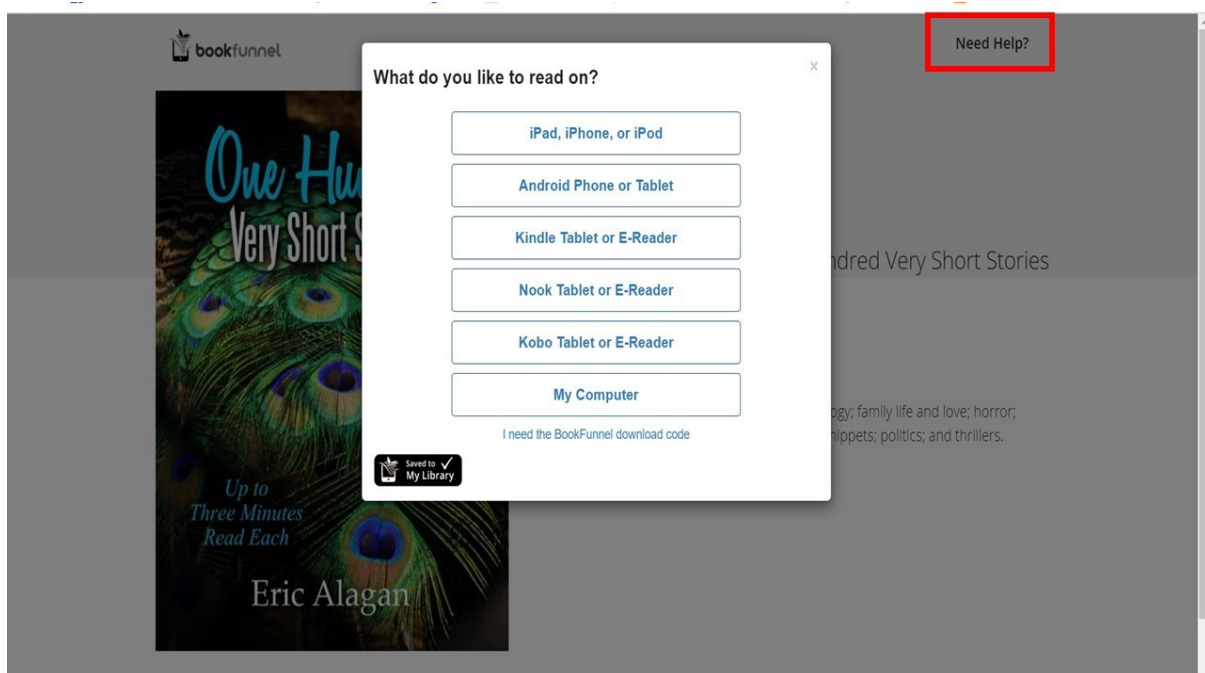 bookfunnel
Need Help?
What do you like to read on?
×
iPad, iPhone, or iPod
Android Phone or Tablet
Kindle Tablet or E-Reader
Nook Tablet or E-Reader
Kobo Tablet or E-Reader
My Computer
I need the BookFunnel download code
Saved to
My Library
One
Very Short
Up to
Three Minutes
Read Each
Eric Alagan
Very Short Stories
family life and love; horror;
politics; and thrillers.